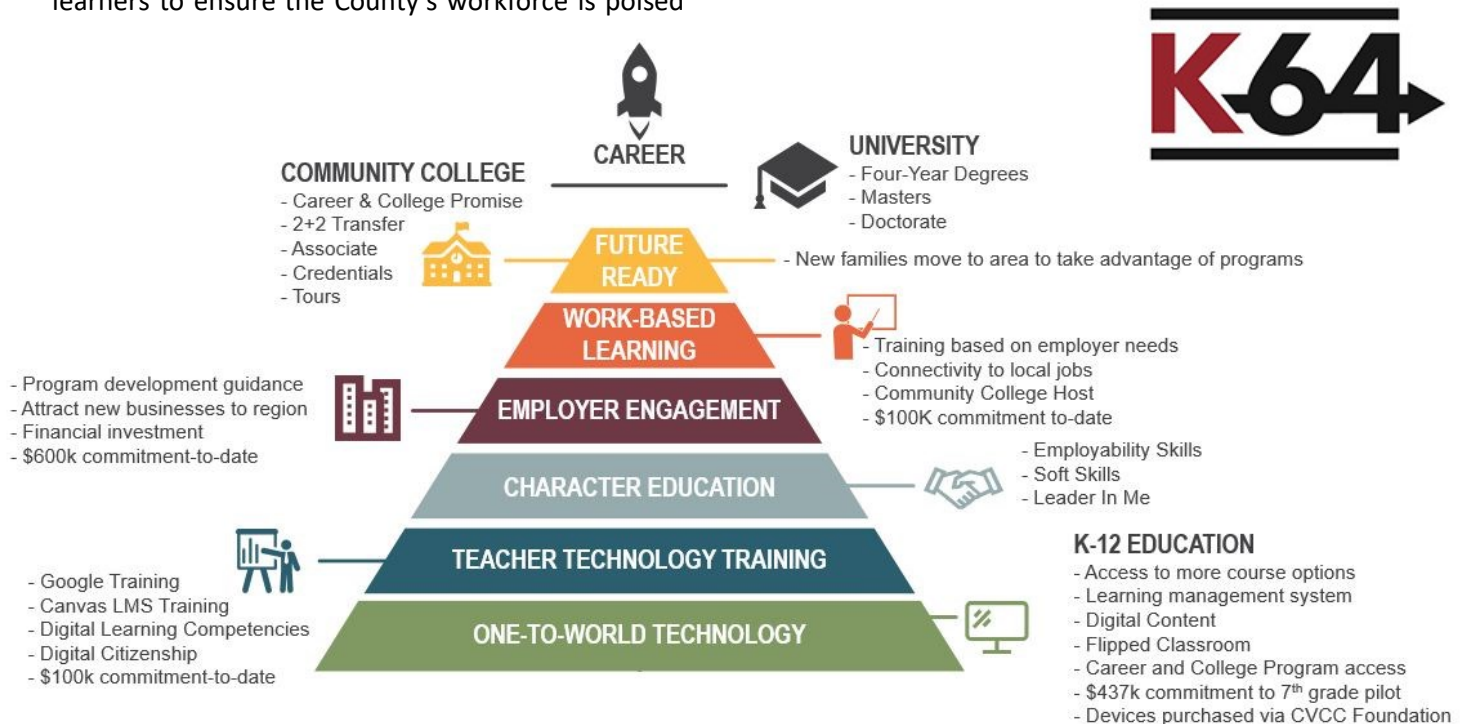 learners to ensure the County's workforce is poised
K-64
CAREER
COMMUNITY COLLEGE
- Career & College Promise
- 2+2 Transfer
- Associate
- Credentials
- Tours
UNIVERSITY
- Four-Year Degrees
- Masters
- Doctorate
FUTURE
READY
- New families move to area to take advantage of programs
WORK-BASED
LEARNING
- Training based on employer needs
- Connectivity to local jobs
- Community College Host
- $100K commitment to-date
- Program development guidance
- Attract new businesses to region
- Financial investment
- $600k commitment-to-date
EMPLOYER ENGAGEMENT
CHARACTER EDUCATION
- Employability Skills
- Soft Skills
- Leader In Me
TEACHER TECHNOLOGY TRAINING
- Google Training
- Canvas LMS Training
- Digital Learning Competencies
- Digital Citizenship
- $100k commitment-to-date
ONE-TO-WORLD TECHNOLOGY
K-12 EDUCATION
- Access to more course options
- Learning management system
- Digital Content
- Flipped Classroom
- Career and College Program access
- $437k commitment to 7th grade pilot
- Devices purchased via CVCC Foundation